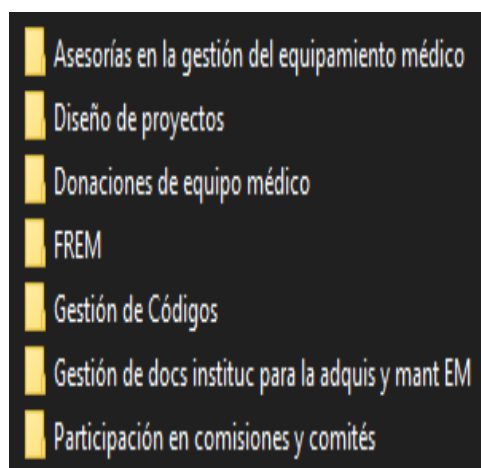 Asesorías en la gestión del equipamiento médico
Diseño de proyectos
Donaciones de equipo médico
FREM
Gestión de Códigos
Gestión de docs instituc para la adquis y mant EM
Participación en comisiones y comités